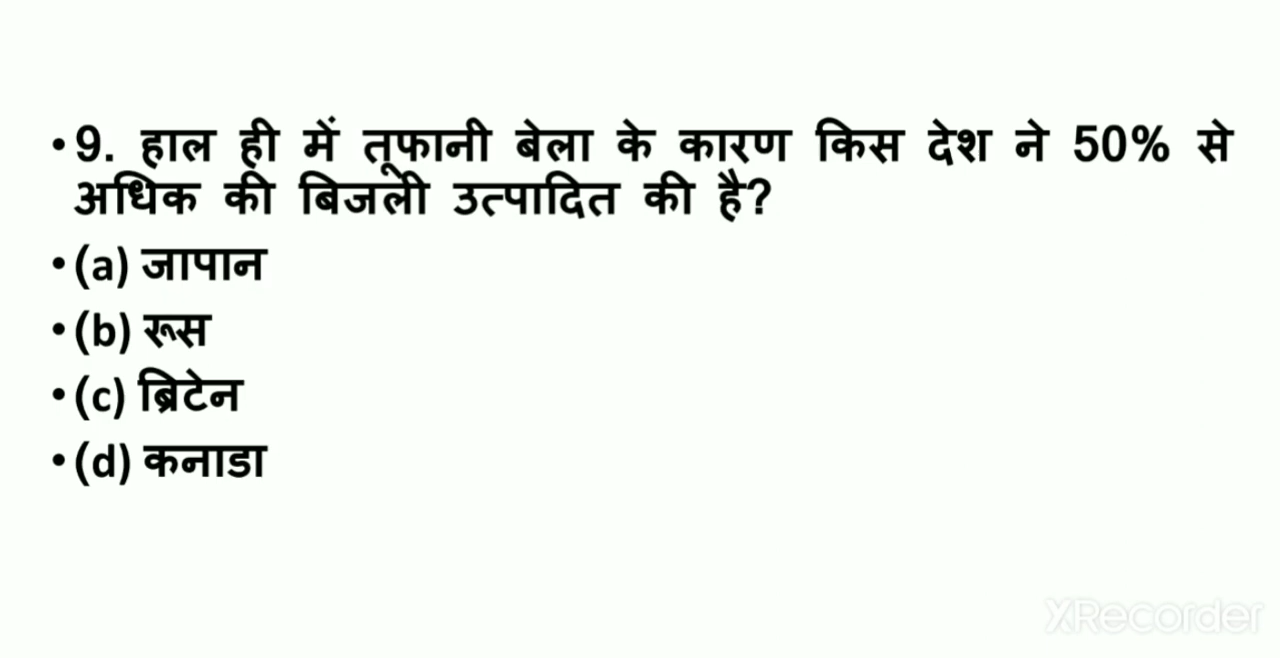 • 9. हाल ही में तूफानी बेला के कारण किस देश ने 50% से
अधिक की बिजली उत्पादित की है?
• (a) जापान
• (b) रूस
• (c) ब्रिटेन
• (d) कनाडा
XRecorder